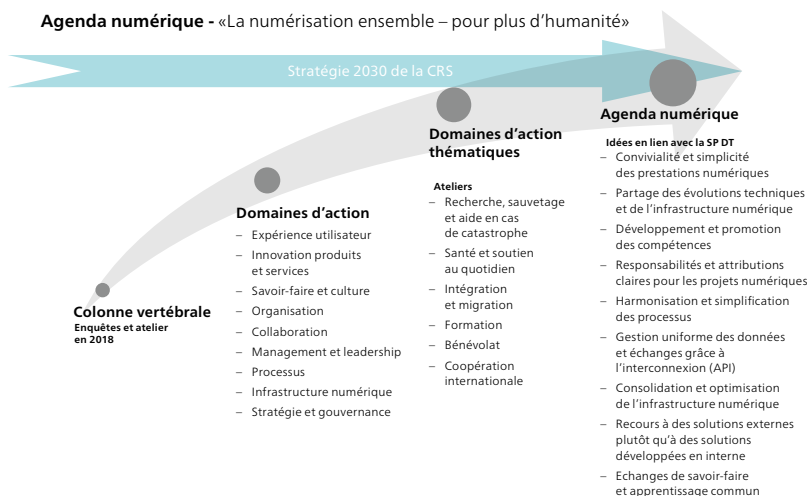 Agenda numérique - «La numérisation ensemble – pour plus d’humanité»
Stratégie 2030 de la CRS
Colonne vertébrale
Enquêtes et atelier
en 2018
Domaines d’action
– Expérience utilisateur
– Innovation produits
et services
– Savoir-faire et culture
– Organisation
– Collaboration
– Management et leadership
– Processus
– Infrastructure numérique
– Stratégie et gouvernance
Domaines d’action
thématiques
Ateliers
– Recherche, sauvetage
et aide en cas
de catastrophe
– Santé et soutien
au quotidien
– Intégration
et migration
– Formation
– Bénévolat
– Coopération
internationale
Agenda numérique
Idées en lien avec la SP DT
– Convivialité et simplicité
des prestations numériques
– Partage des évolutions techniques
et de l’infrastructure numérique
– Développement et promotion
des compétences
– Responsabilités et attributions
claires pour les projets numériques
– Harmonisation et simplification
des processus
– Gestion uniforme des données
et échanges grâce à
l’interconnexion (API)
– Consolidation et optimisation
de l’infrastructure numérique
– Recours à des solutions externes
plutôt qu’à des solutions
développées en interne
– Echanges de savoir-faire
et apprentissage commun